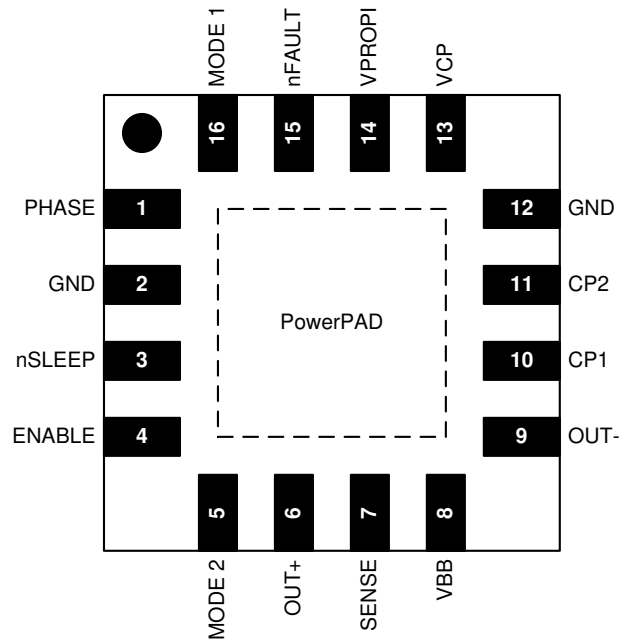 MODE 1
nFAULT
VPROPI
VCP
16
15
14
13
PHASE 1
12 GND
GND 2
11 CP2
PowerPAD
nSLEEP 3
10 CP1
ENABLE 4
9 OUT-
5
6
7
8
MODE 2
OUT+
SENSE
VBB